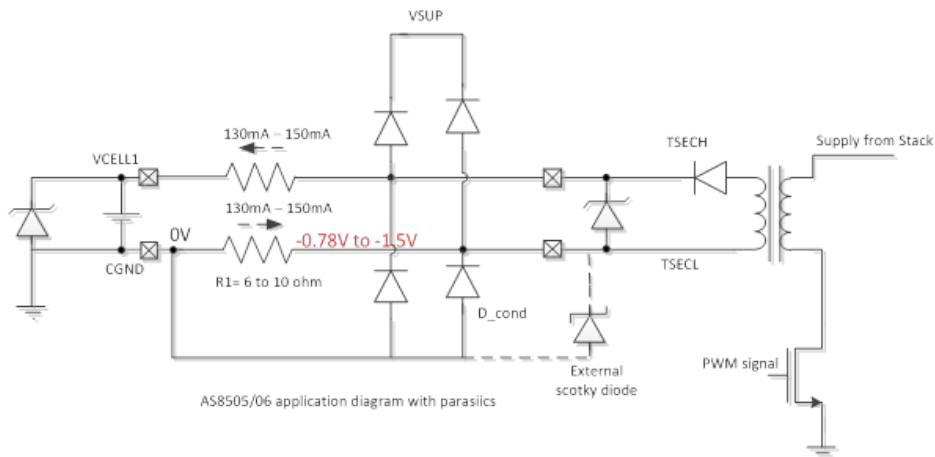 VSUP
130mA – 150mA
TSECH
Supply from Stack
VCELL1
130mA – 150mA
0V
-0.78V to -1.5V
CGND
R1= 6 to 10 ohm
TSECL
D_cond
PWM signal
External
scotky diode
AS8505/06 application diagram with parasiics